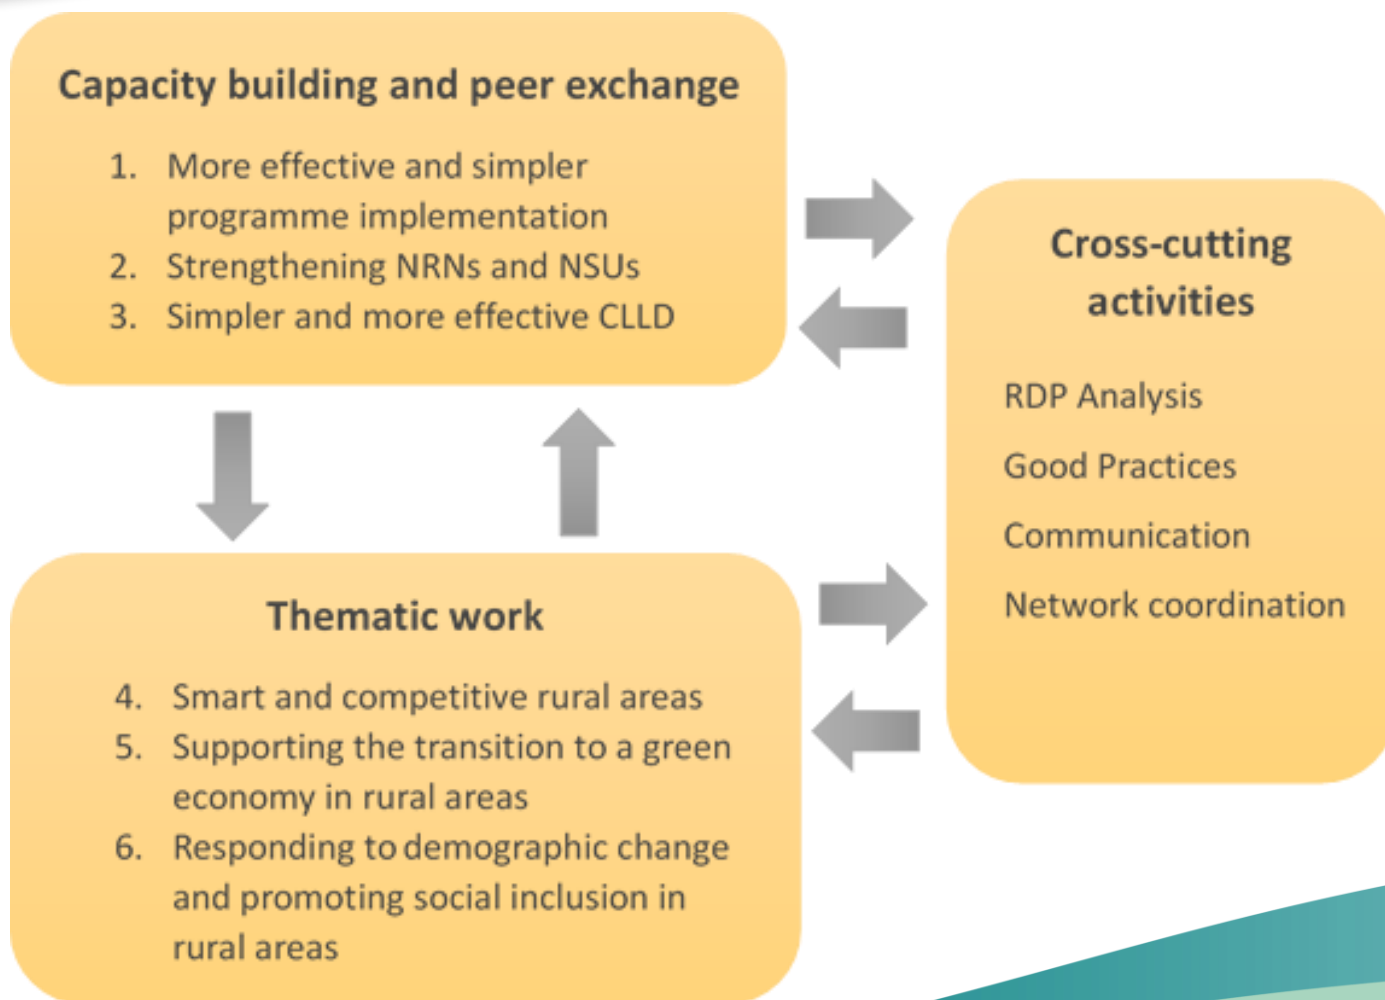 Capacity building and peer exchange
1. More effective and simpler
programme implementation
2. Strengthening NRNs and NSUs
3. Simpler and more effective CLLD
Cross-cutting
activities
RDP Analysis
Good Practices
Communication
Network coordination
Thematic work
4. Smart and competitive rural areas
5. Supporting the transition to a green
economy in rural areas
6. Responding to demographic change
and promoting social inclusion in
rural areas